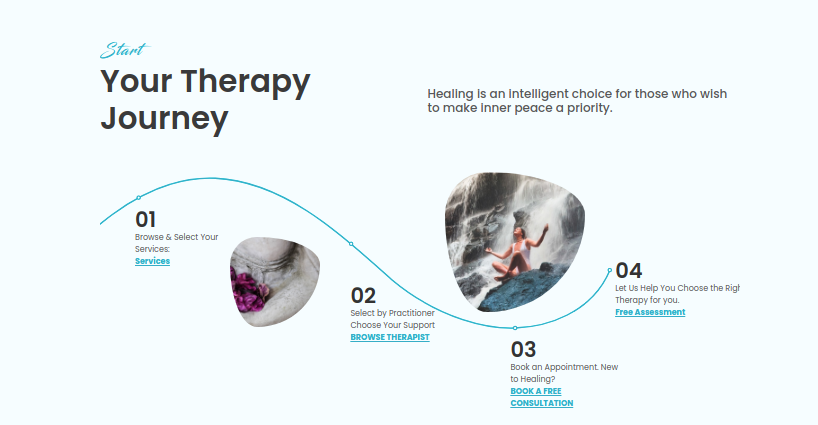 Start
Your Therapy
Journey
Healing is an intelligent choice for those who wish
to make inner peace a priority.
01
Browse & Select Your
Services:
Services
02
Select by Practitioner
Choose Your Support
BROWSE THERAPIST
03
Book an Appointment. New
to Healing?
BOOK A FREE
CONSULTATION
04
Let Us Help You Choose the Righ
Therapy for you.
Free Assessment